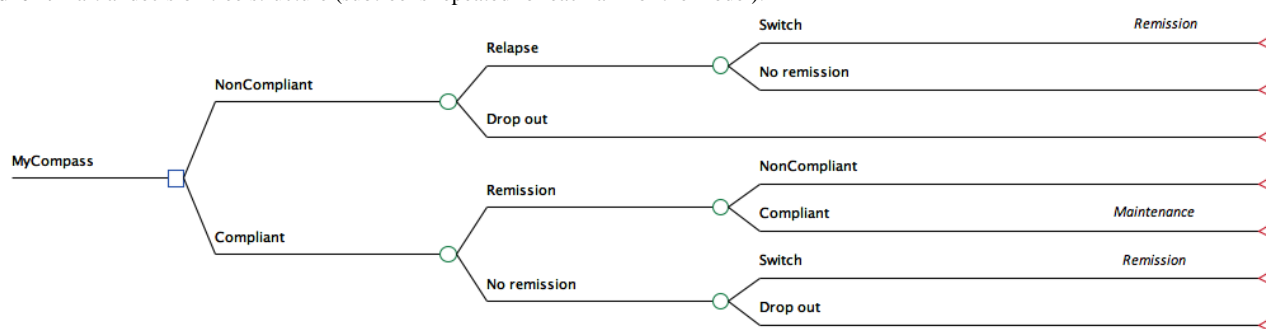 Switch
Remission
Relapse
No remission
NonCompliant
Drop out
MyCompass
NonCompliant
Remission
Compliant
Maintenance
Compliant
Switch
Remission
No remission
Drop out